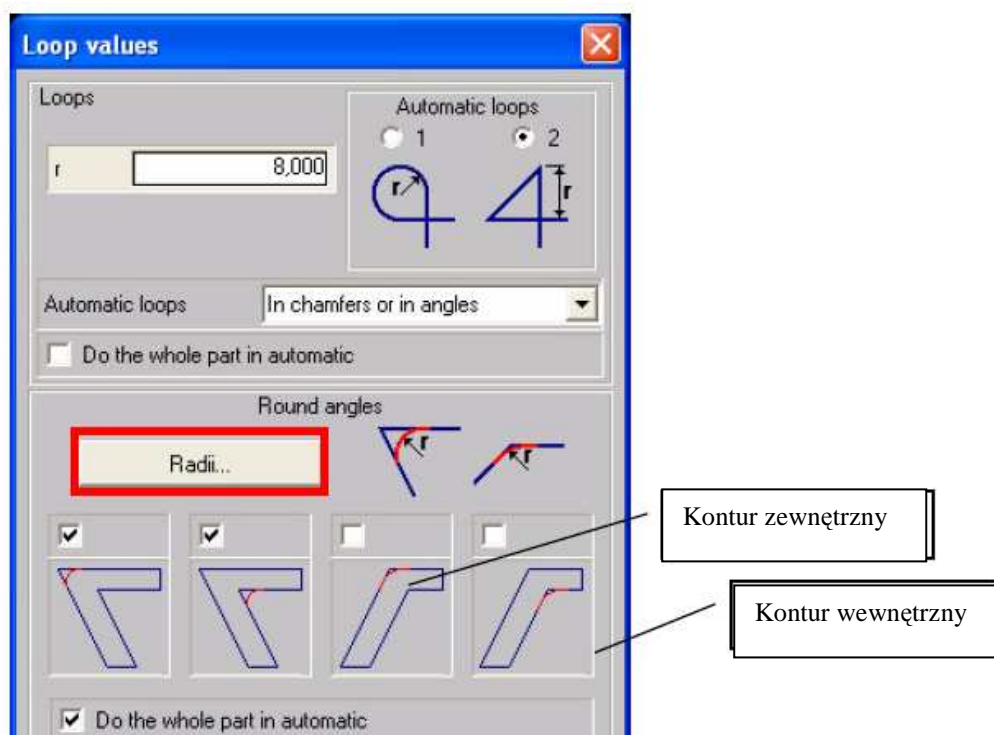 Loop values
Loops
Automatic loops
1 2
r 8,000
r r
Automatic loops In chamfers or in angles
Do the whole part in automatic
Round angles
Radii...
r r
Kontur zewnętrzny
Kontur wewnętrzny
Do the whole part in automatic